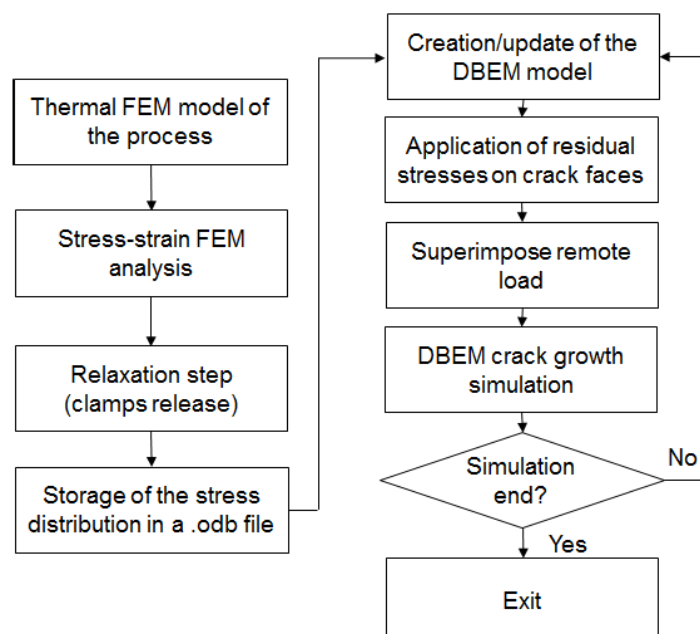 Thermal FEM model of
the process
Stress-strain FEM
analysis
Relaxation step
(clamps release)
Storage of the stress
distribution in a .odb file
Creation/update of the
DBEM model
Application of residual
stresses on crack faces
Superimpose remote
load
DBEM crack growth
simulation
Simulation
end?
No
Yes
Exit